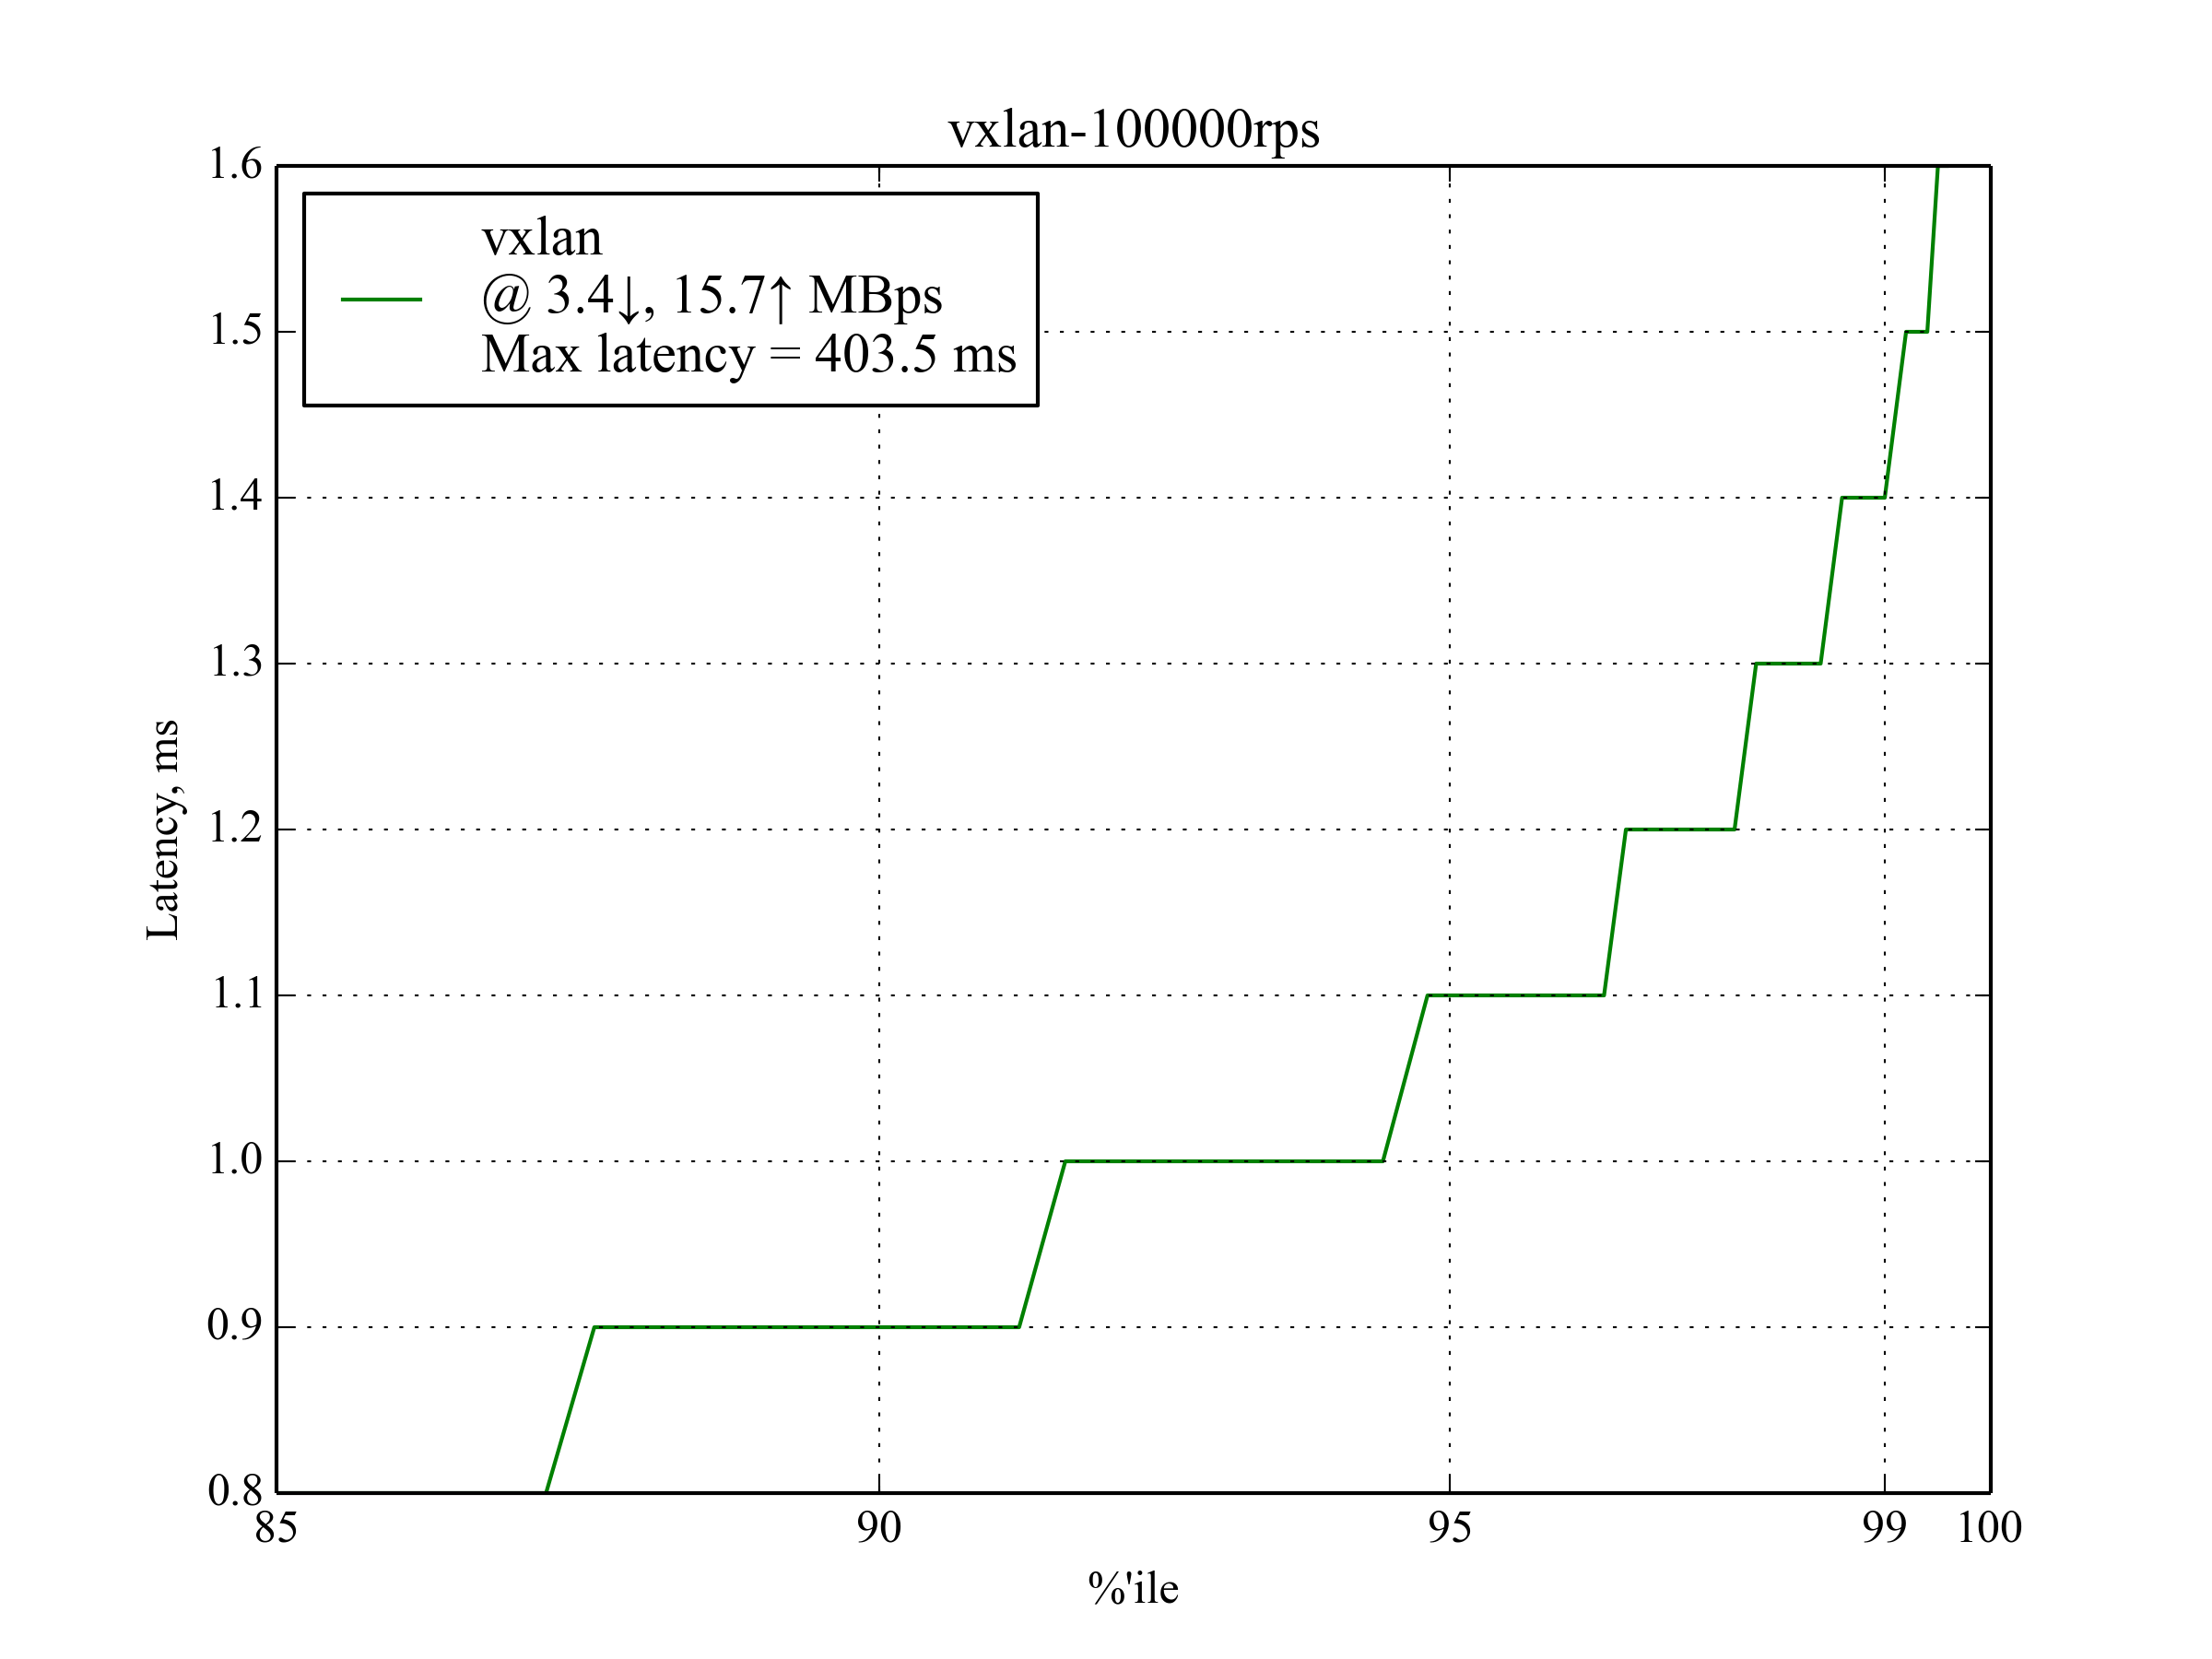 vxlan-100000rps
vxlan
@ 3.4↓, 15.7↑ MBps
Max latency = 403.5 ms
1.6
1.5
1.4
1.3
1.2
1.1
1.0
0.9
0.8
Latency, ms
85 90 95 99 100
%'ile